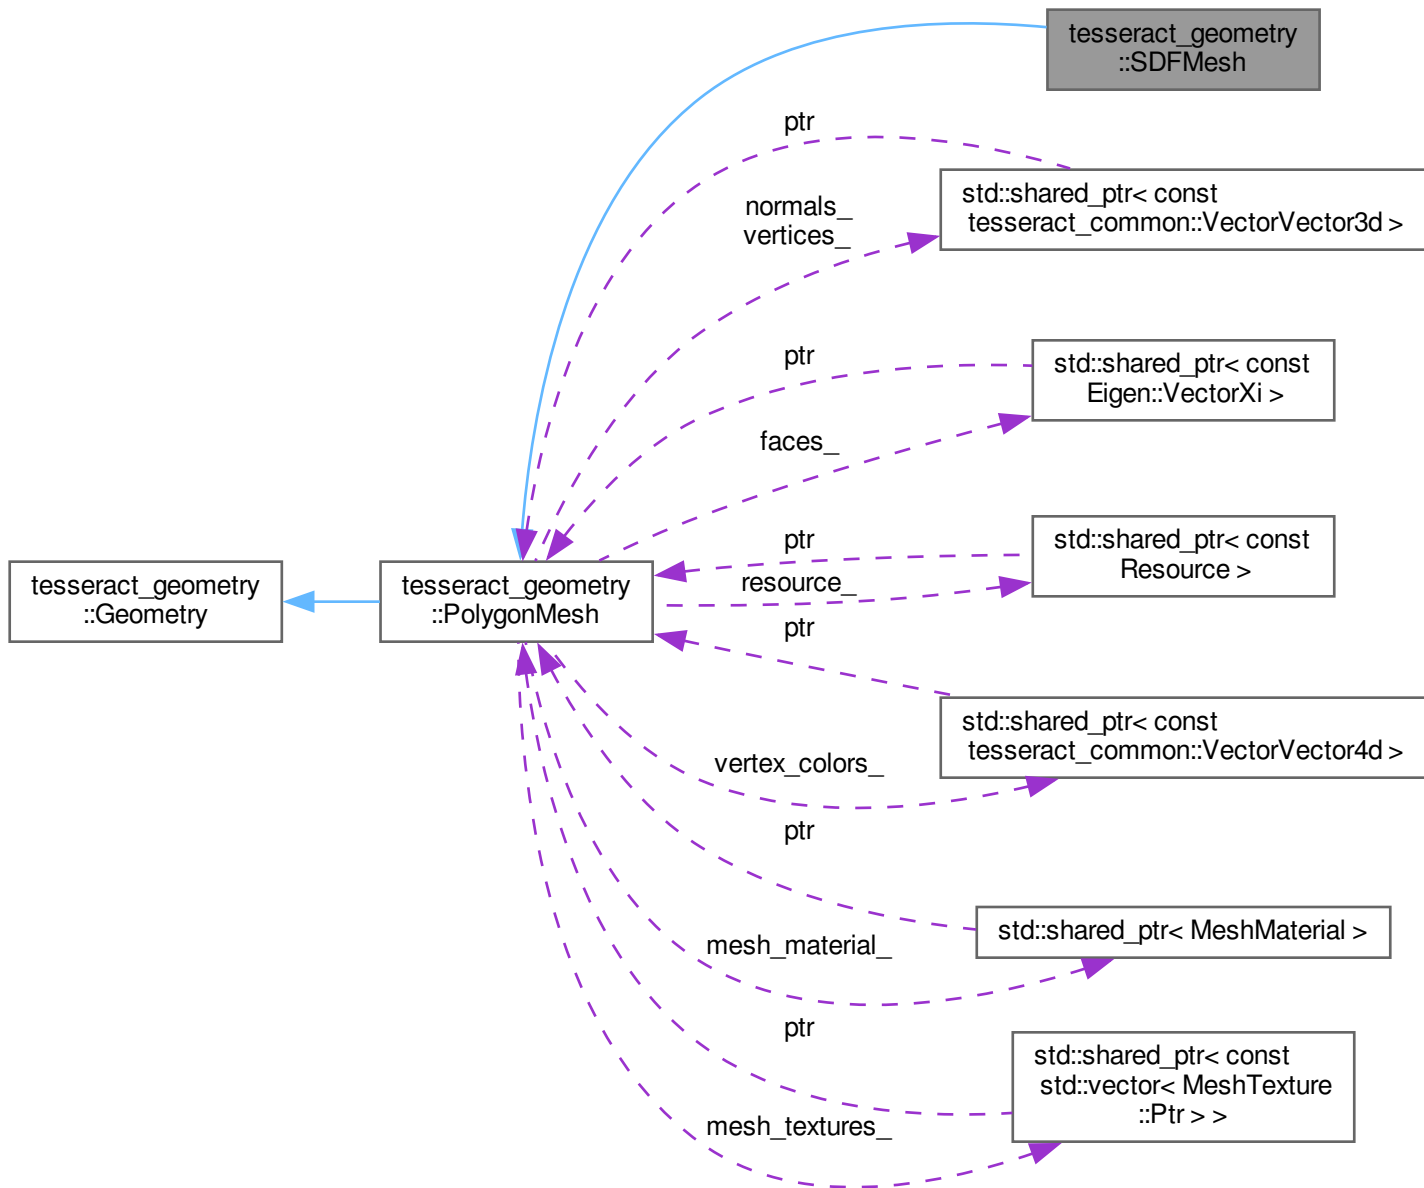 tesseract_geometry
::SDFMesh
ptr
std::shared_ptr< const
tesseract_common::VectorVector3d >
normals_
vertices_
ptr
std::shared_ptr< const
Eigen::VectorXi >
faces_
ptr
std::shared_ptr< const
Resource >
resource_
tesseract_geometry
::Geometry
tesseract_geometry
::PolygonMesh
ptr
std::shared_ptr< const
tesseract_common::VectorVector4d >
vertex_colors_
ptr
std::shared_ptr< MeshMaterial >
mesh_material_
ptr
std::shared_ptr< const
std::vector< MeshTexture
::Ptr > >
mesh_textures_